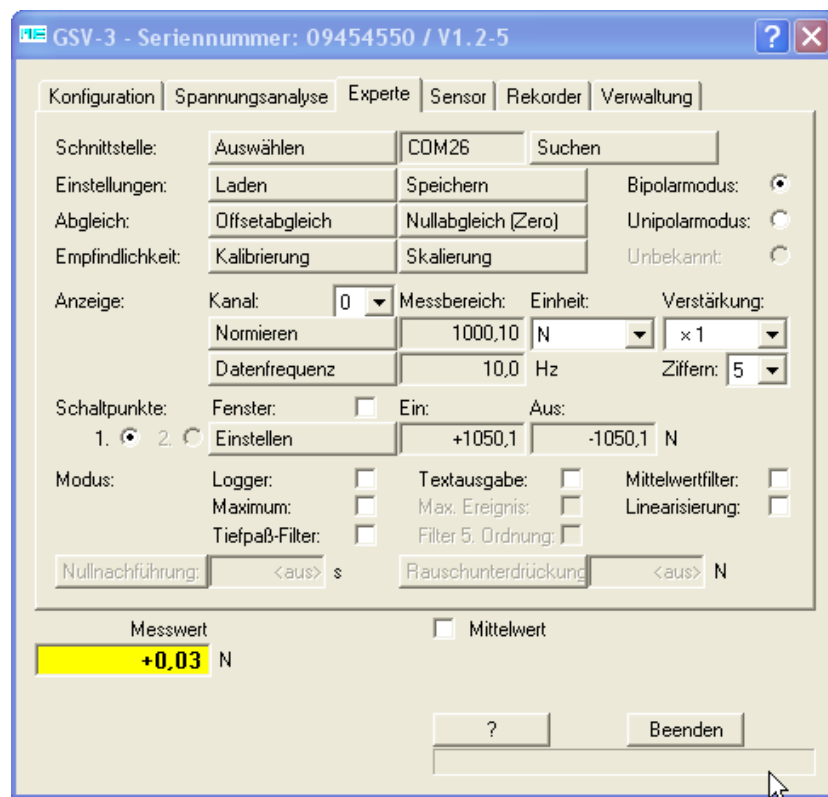 ME GSV-3 - Seriennummer: 09454550 / V1.2-5 ?
Konfiguration Spannungsanalyse Experte Sensor Rekorder Verwaltung
Schnittstelle: Auswählen COM26 Suchen
Einstellungen: Laden Speichern Bipolarmodus:
Abgleich: Offsetabgleich Nullabgleich (Zero) Unipolarmodus:
Empfindlichkeit: Kalibrierung Skalierung Unbekannt:
Anzeige: Kanal: 0 Messbereich: Einheit: Verstärkung:
Normieren 1000,10 N × 1
Datenfrequenz 10,0 Hz Ziffern: 5
Schaltpunkte: Fenster: Ein: Aus:
1. 2. Einstellen +1050,1 -1050,1 N
Modus: Logger: Textausgabe: Mittelwertfilter:
Maximum: Max. Ereignis: Linearisierung:
Tiefpaß-Filter: Filter 5. Ordnung:
Nullnachführung: <aus> s Rauschunterdrückung <aus> N
Messwert Mittelwert
+0,03 N
? Beenden